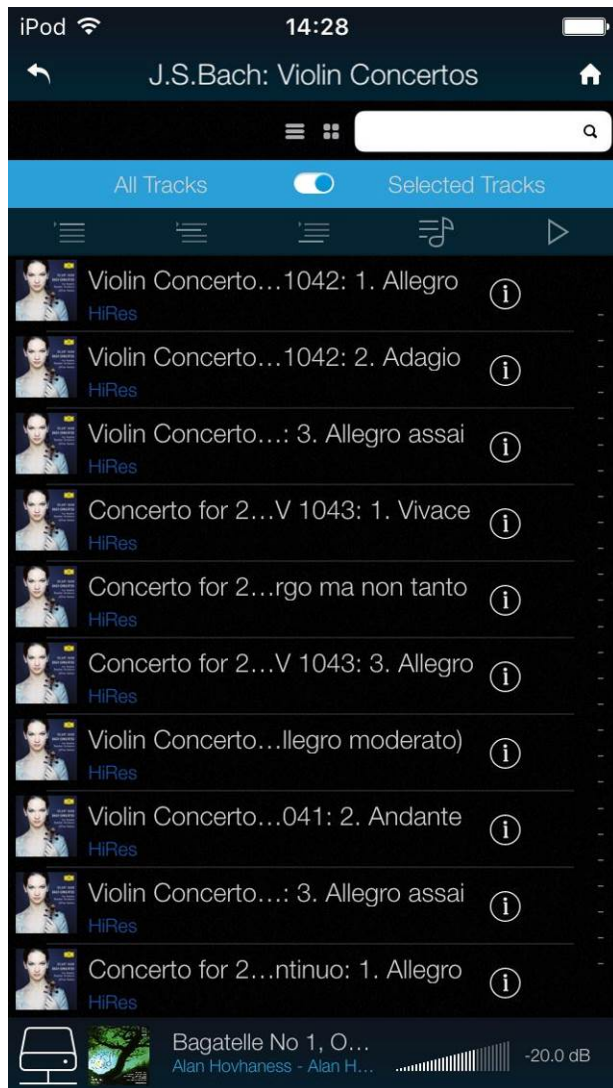 iPod 14:28
J.S.Bach: Violin Concertos
All Tracks Selected Tracks
Violin Concerto...1042: 1. Allegro
HiRes
Violin Concerto...1042: 2. Adagio
HiRes
Violin Concerto...: 3. Allegro assai
HiRes
Concerto for 2...V 1043: 1. Vivace
HiRes
Concerto for 2...rgo ma non tanto
HiRes
Concerto for 2...V 1043: 3. Allegro
HiRes
Violin Concerto...llegro moderato)
HiRes
Violin Concerto...041: 2. Andante
HiRes
Violin Concerto...: 3. Allegro assai
HiRes
Concerto for 2...ntinuo: 1. Allegro
HiRes
Bagatelle No 1, O...
Alan Hovhaness - Alan H...
-20.0 dB